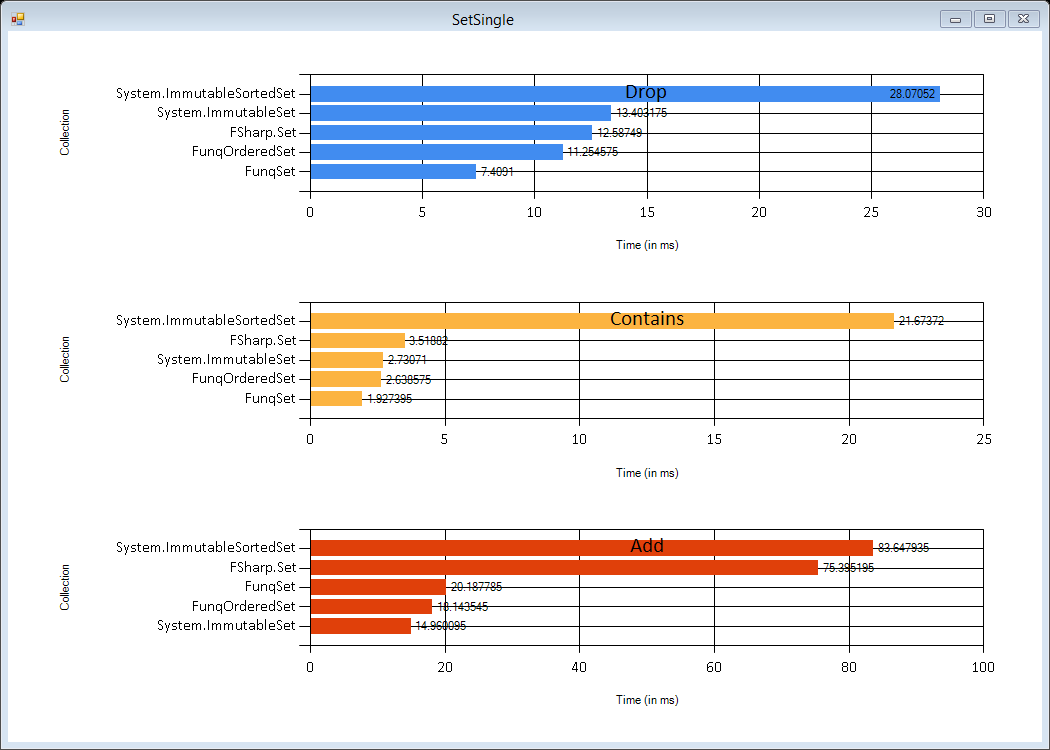 SetSingle
Drop
Collection
System.ImmutableSortedSet 28.07052
System.ImmutableSet 13.403175
FSharp.Set 12.58749
FunqOrderedSet 11.254575
FunqSet 7.4091
0 5 10 15 20 25 30
Time (in ms)
Contains
Collection
System.ImmutableSortedSet 21.67372
FSharp.Set 3.51882
System.ImmutableSet 2.73071
FunqOrderedSet 2.638575
FunqSet 1.927395
0 5 10 15 20 25
Time (in ms)
Add
Collection
System.ImmutableSortedSet 83.647935
FSharp.Set 75.395195
FunqSet 20.187785
FunqOrderedSet 18.143545
System.ImmutableSet 14.960095
0 20 40 60 80 100
Time (in ms)